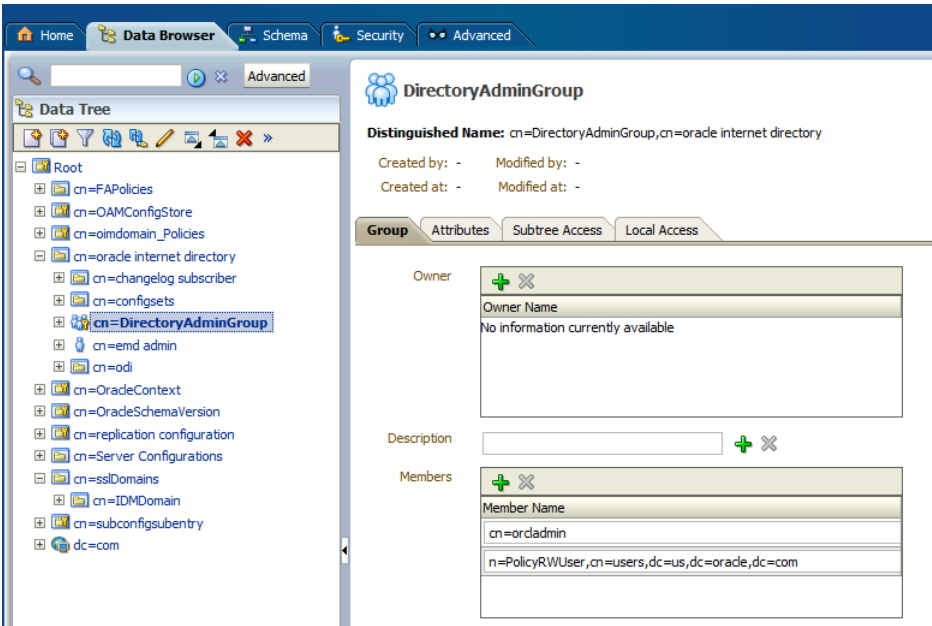 Home Data Browser Schema Security Advanced
Advanced
Data Tree
»
Root
cn=FAPolicies
cn=OAMConfigStore
cn=oimdomain_Policies
cn=oracle internet directory
cn=changelog subscriber
cn=configsets
cn=DirectoryAdminGroup
cn=emd admin
cn=odi
cn=OracleContext
cn=OracleSchemaVersion
cn=replication configuration
cn=Server Configurations
cn=sslDomains
cn=IDMDomain
cn=subconfigsubentry
dc=com
DirectoryAdminGroup
Distinguished Name: cn=DirectoryAdminGroup,cn=oracle internet directory
Created by: - Modified by: -
Created at: - Modified at: -
Group Attributes Subtree Access Local Access
Owner
Owner Name
No information currently available
Description
Members
Member Name
cn=orcladmin
n=PolicyRWUser,cn=users,dc=us,dc=oracle,dc=com